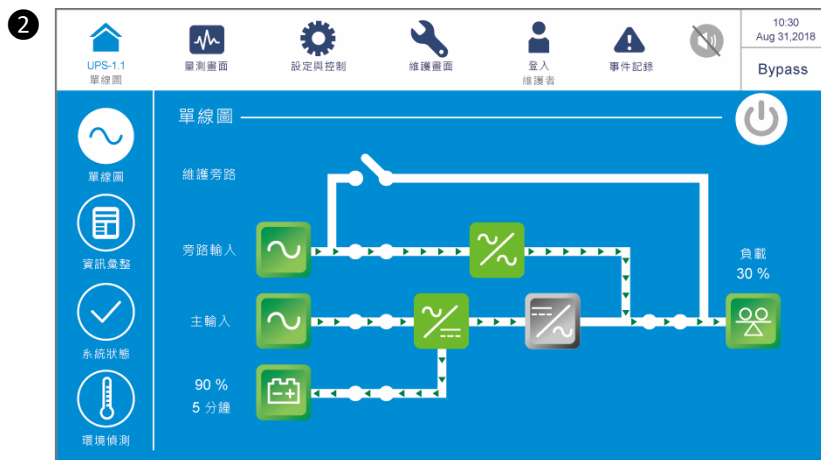 2
UPS-1.1
單線圖
量測畫面
設定與控制
維護畫面
登入
維護者
事件記錄
10:30
Aug 31,2018
Bypass
單線圖
單線圖
維護旁路
資訊彙整
旁路輸入
負載
30 %
主輸入
系統狀態
90 %
5 分鐘
環境偵測